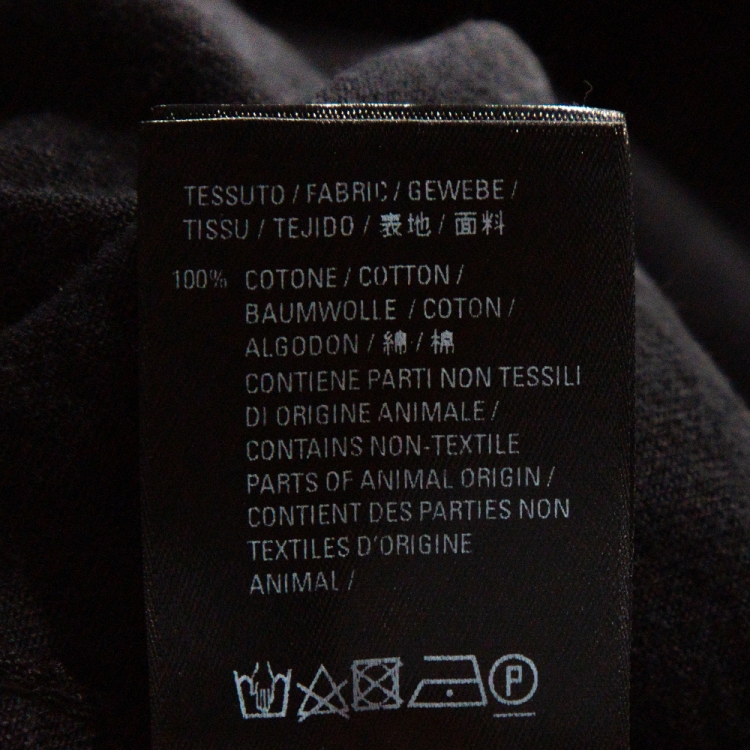 TESSUTO / FABRIC / GEWEBE /
TISSU / TEJIDO / 表地 / 面料
100% COTONE / COTTON /
BAUMWOLLE / COTON /
ALGODON / 綿 / 棉
CONTIENE PARTI NON TESSILI
DI ORIGINE ANIMALE /
CONTAINS NON-TEXTILE
PARTS OF ANIMAL ORIGIN /
CONTIENT DES PARTIES NON
TEXTILES D'ORIGINE
ANIMAL /
P